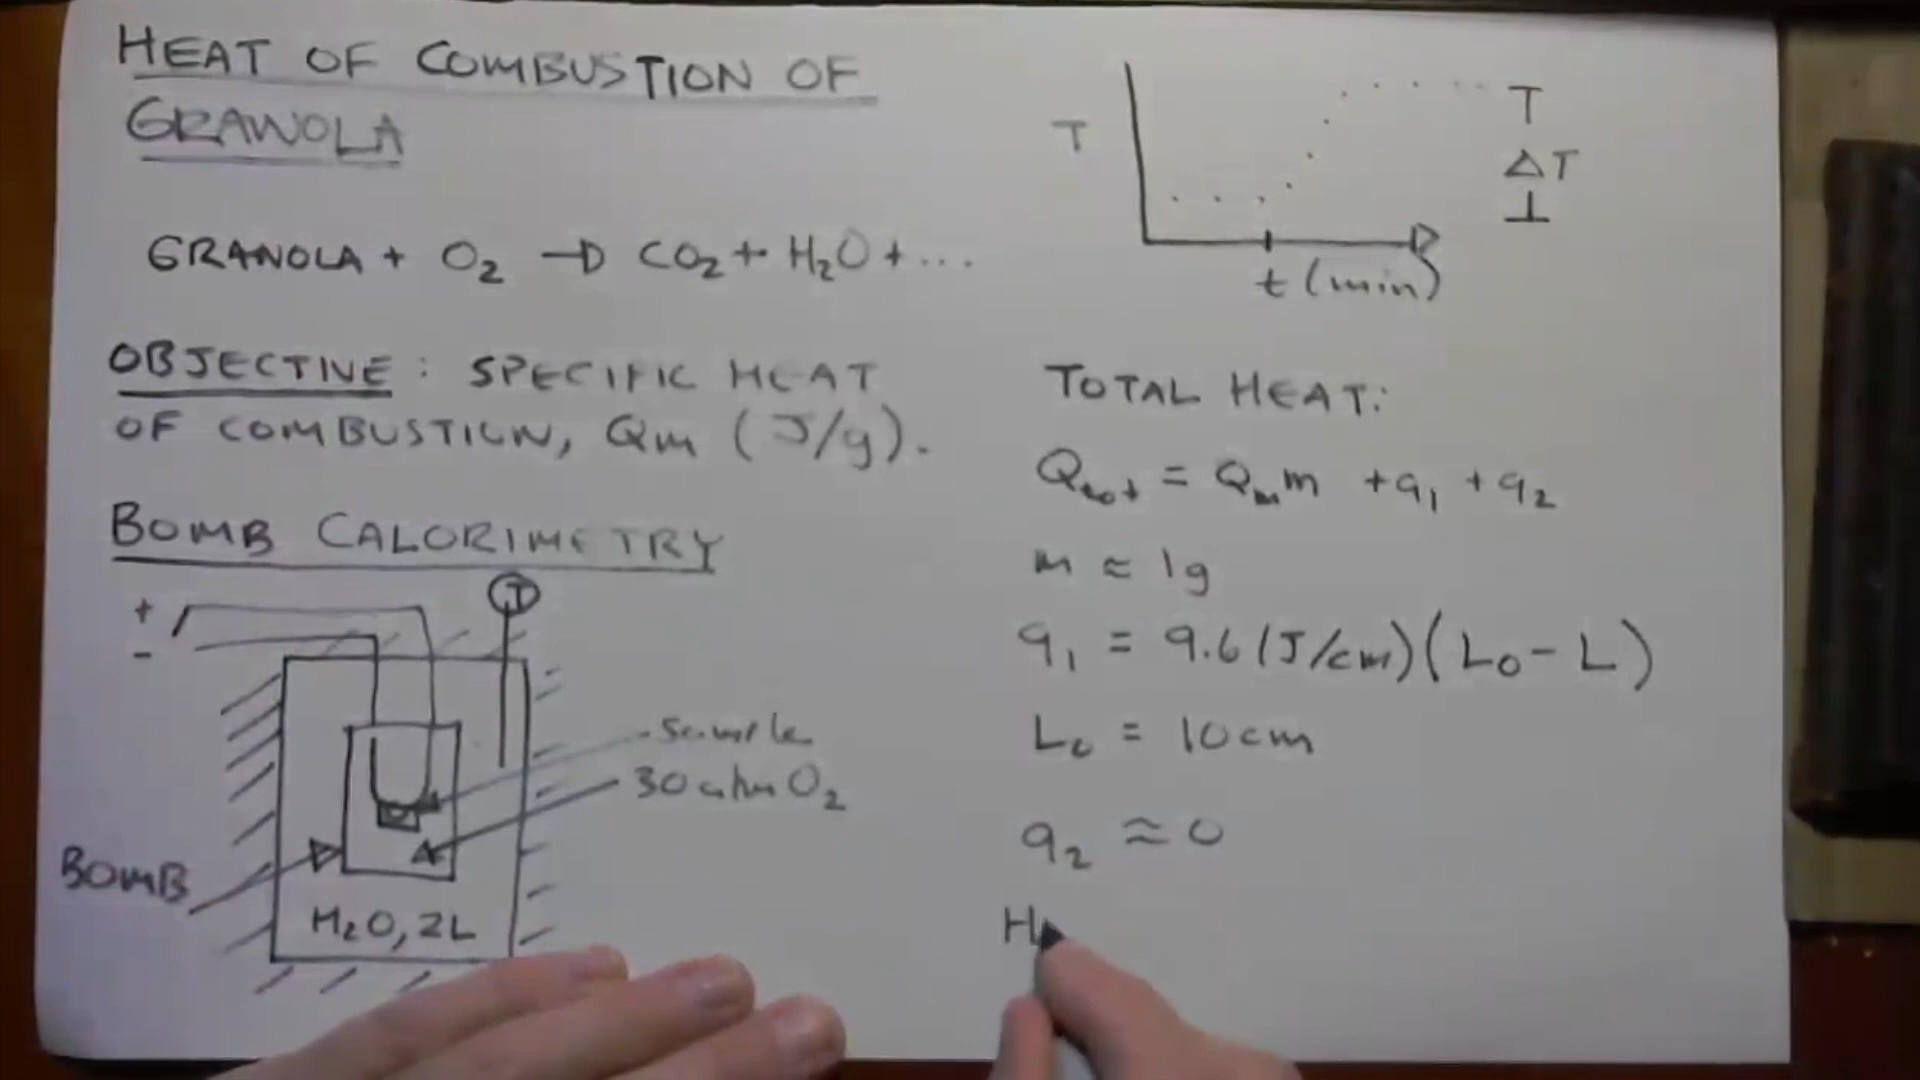 HEAT OF COMBUSTION OF
GRANOLA
GRANOLA + O2 → CO2 + H2O + ...
OBJECTIVE: SPECIFIC HEAT
OF COMBUSTION, Qm (J/g).
BOMB CALORIMETRY
+
-
T
sample
30 atm O2
BOMB
H2O, 2L
T
T
ΔT
⊥
t (min)
TOTAL HEAT:
Qtot = Qm m + q1 + q2
m ≈ 1g
q1 = 9.6 (J/cm)(L0 - L)
L0 = 10cm
q2 ≈ 0
H